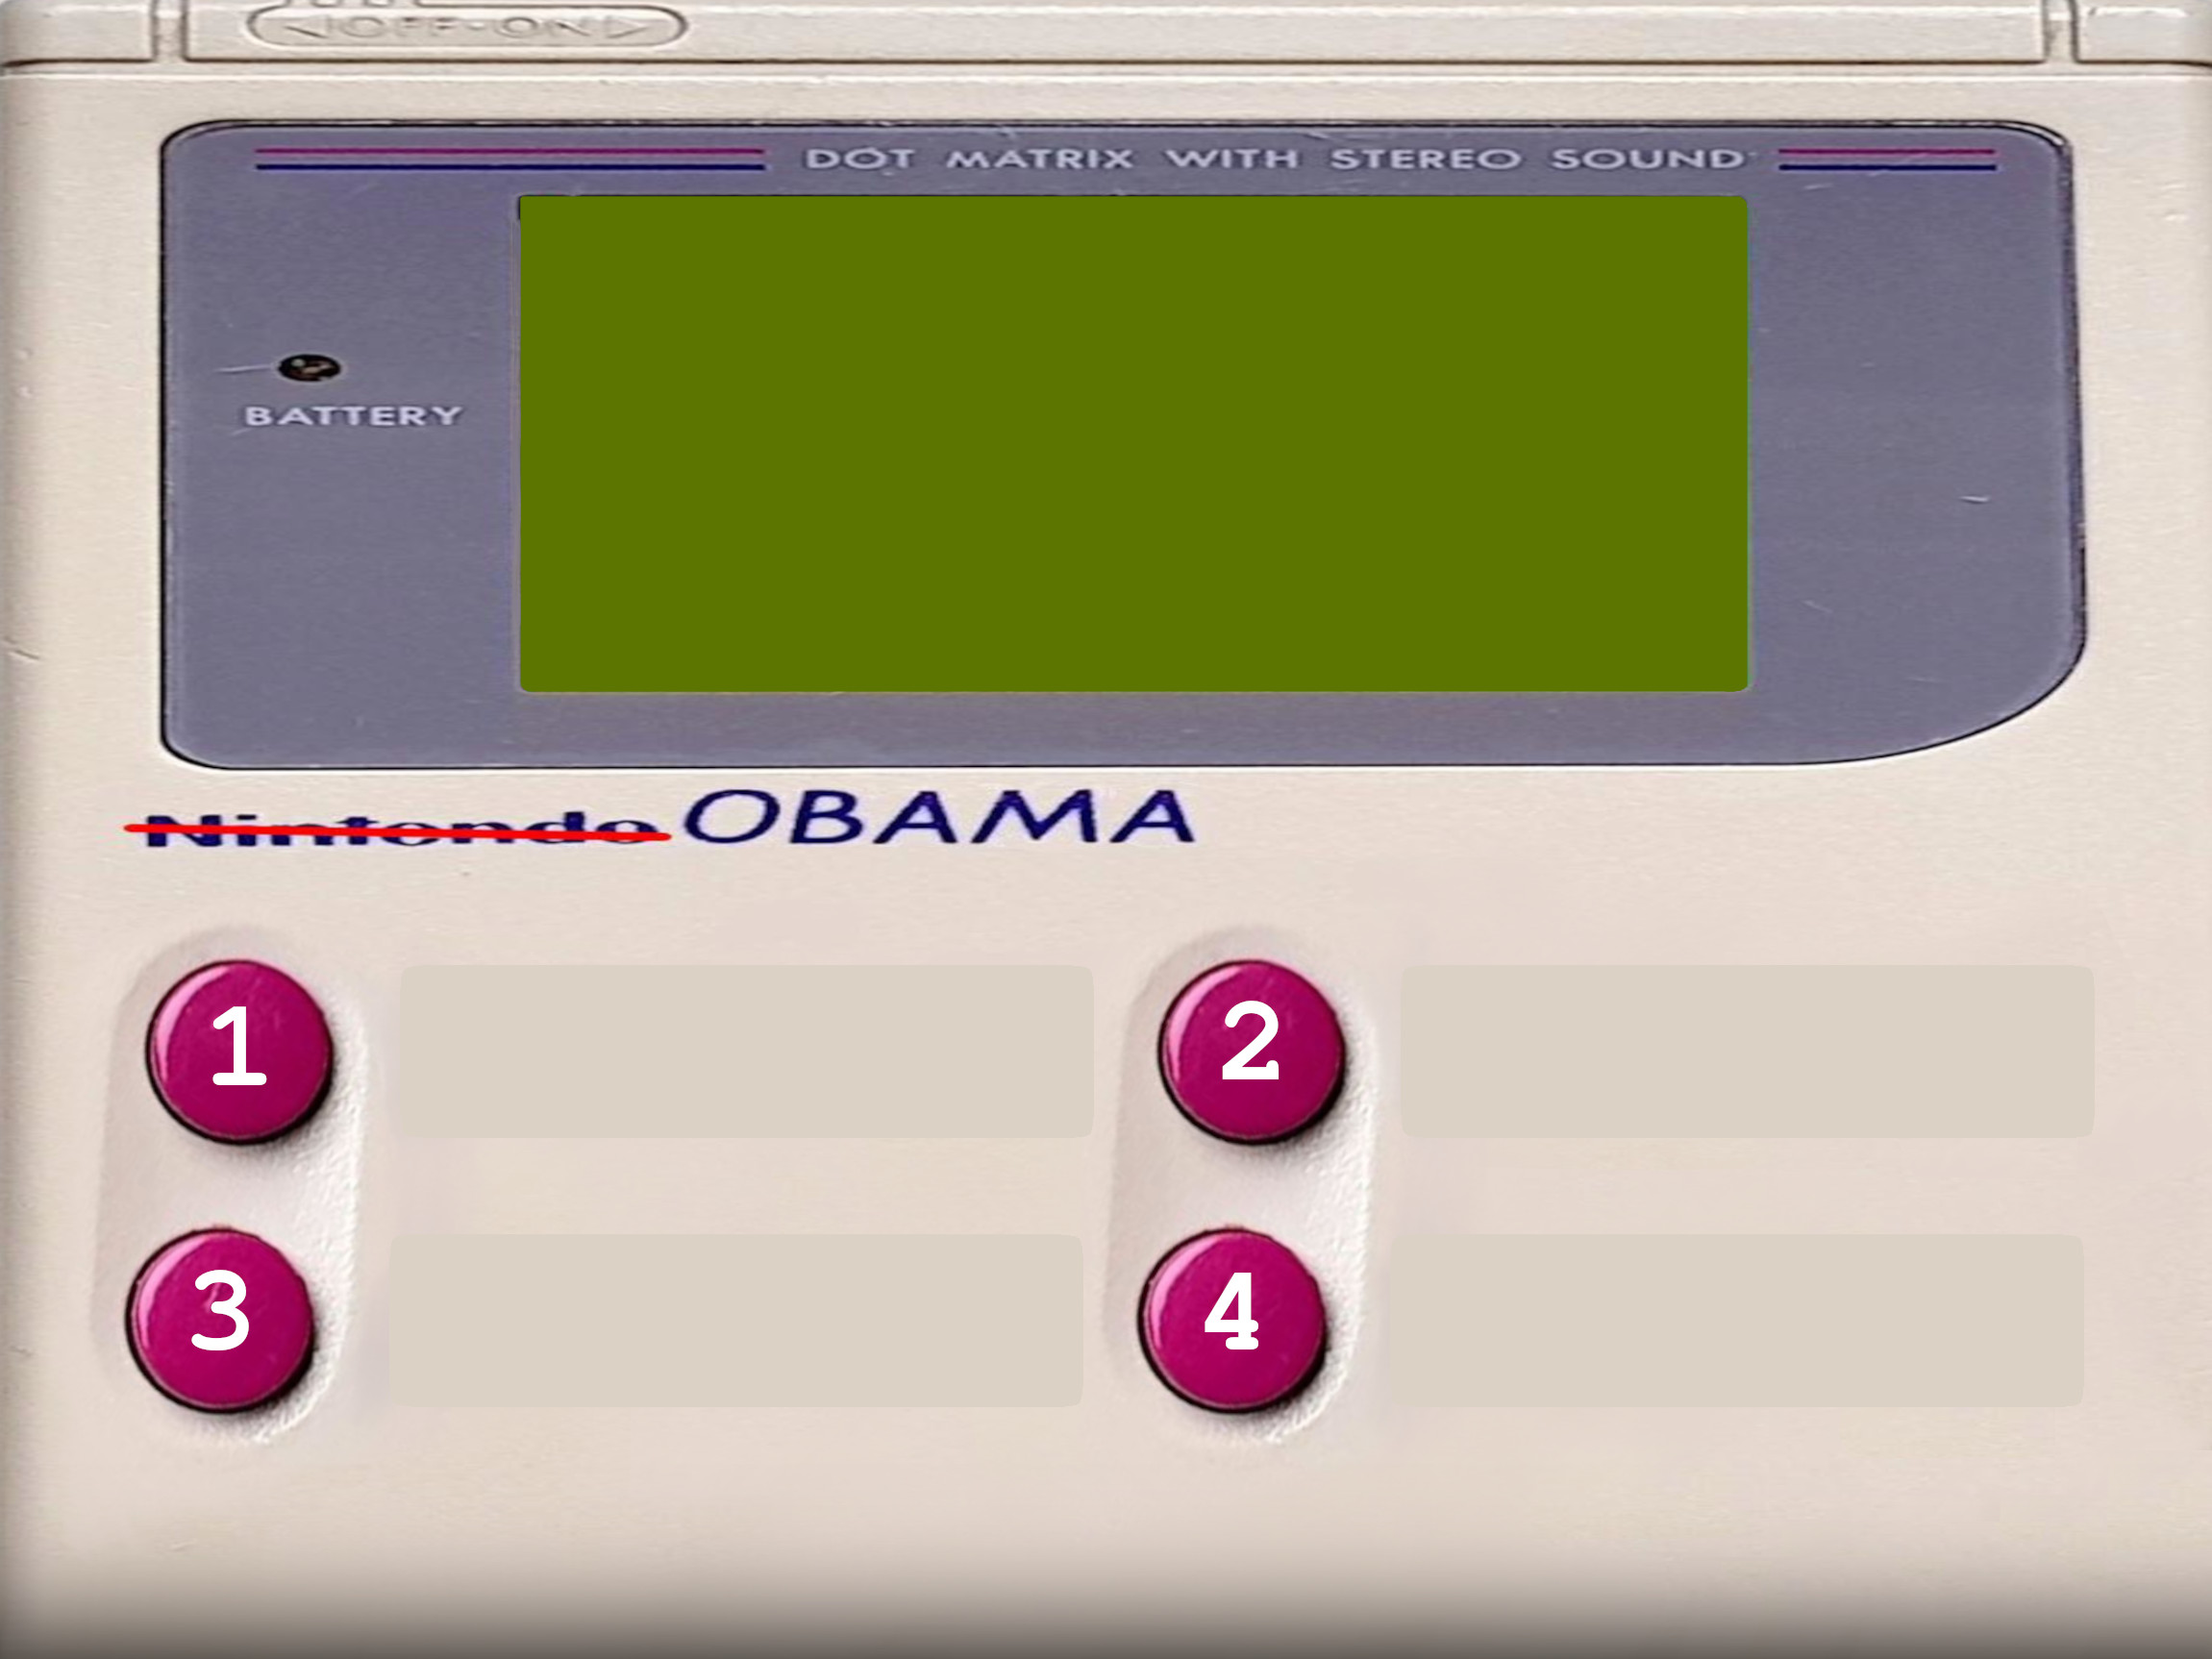 <OFF•ON>
DOT MATRIX WITH STEREO SOUND
BATTERY
Nintendo OBAMA
1
2
3
4